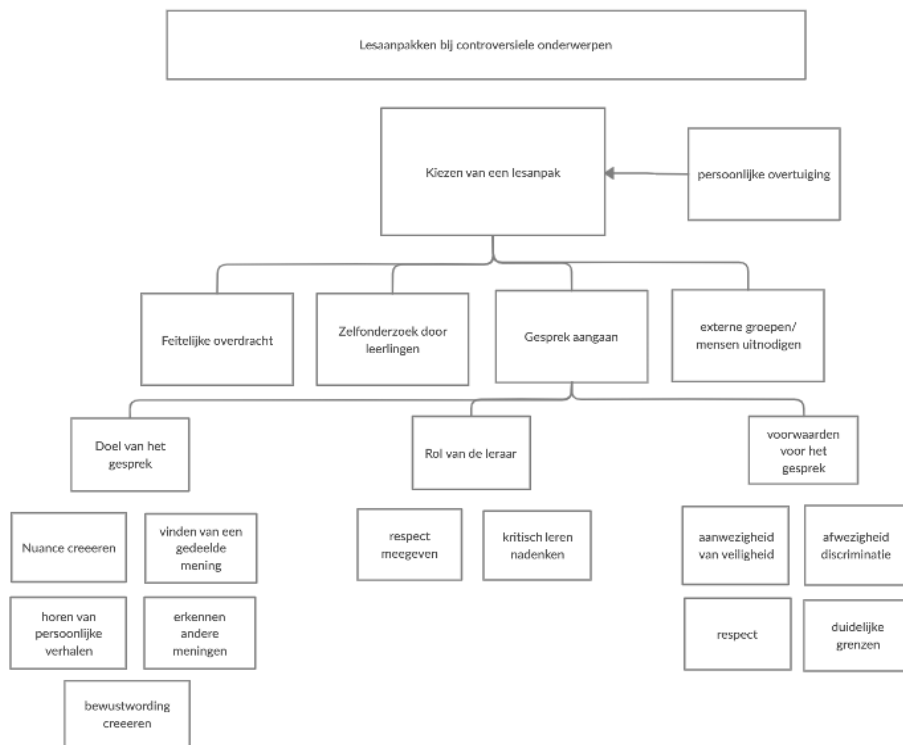 Lesaanpakken bij controversiele onderwerpen
Kiezen van een lesanpak
persoonlijke overtuiging
Feitelijke overdracht
Zelfonderzoek door
leerlingen
Gesprek aangaan
externe groepen/
mensen uitnodigen
Doel van het
gesprek
Rol van de leraar
voorwaarden
voor het
gesprek
Nuance creeeren
vinden van een
gedeelde
mening
horen van
persoonlijke
verhalen
erkennen
andere
meningen
bewustwording
creeeren
respect
meegeven
kritisch leren
nadenken
aanwezigheid
van veiligheid
afwezigheid
discriminatie
respect
duidelijke
grenzen